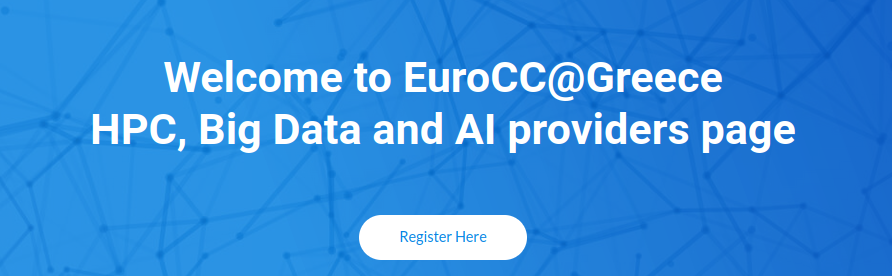 Welcome to EuroCC@Greece
HPC, Big Data and AI providers page
Register Here